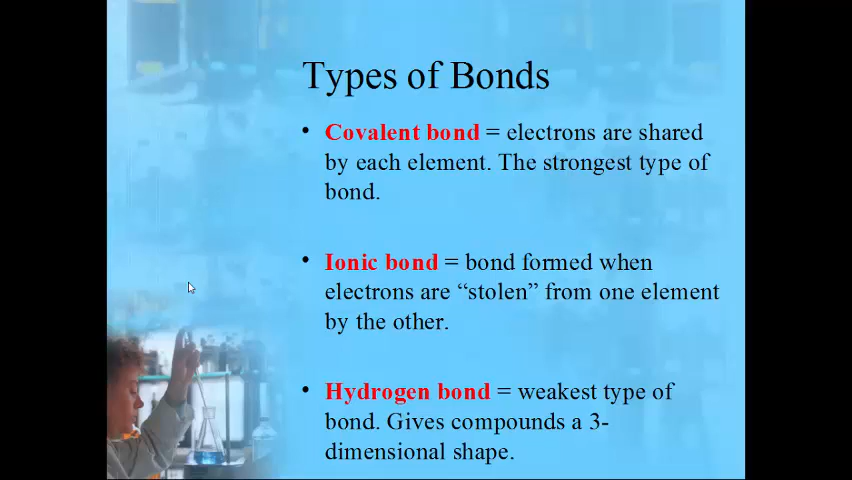 Types of Bonds
• Covalent bond = electrons are shared
by each element. The strongest type of
bond.
• Ionic bond = bond formed when
electrons are “stolen” from one element
by the other.
• Hydrogen bond = weakest type of
bond. Gives compounds a 3-
dimensional shape.